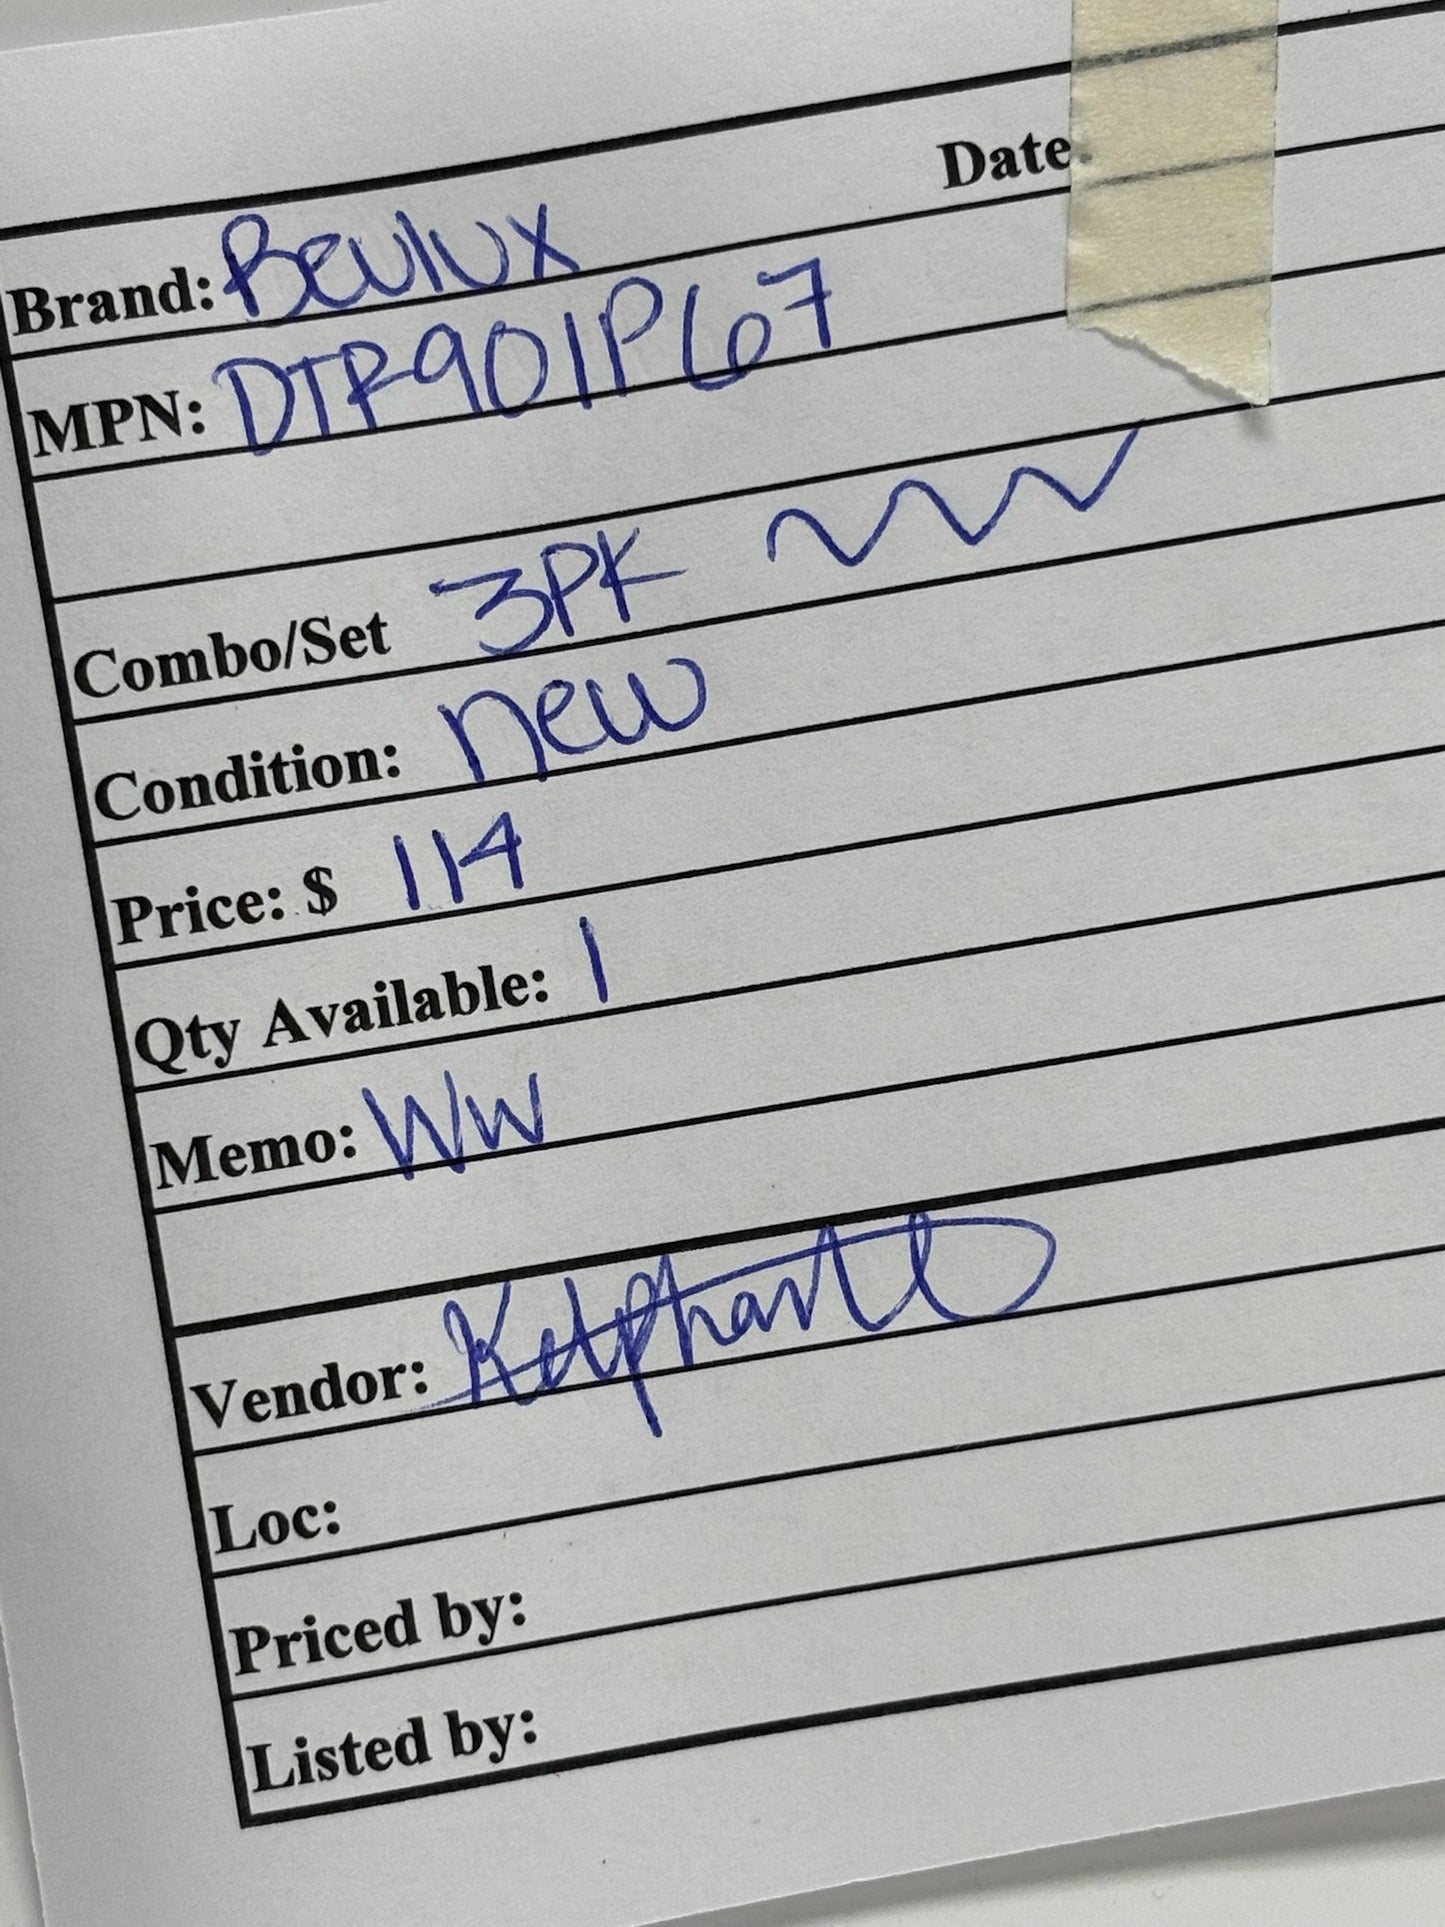 Date:
Brand: Beulux
MPN: DTR901P67
Combo/Set 3PK
Condition: new
Price: $ 114
Qty Available: 1
Memo: WW
Vendor:
Loc:
Priced by:
Listed by: